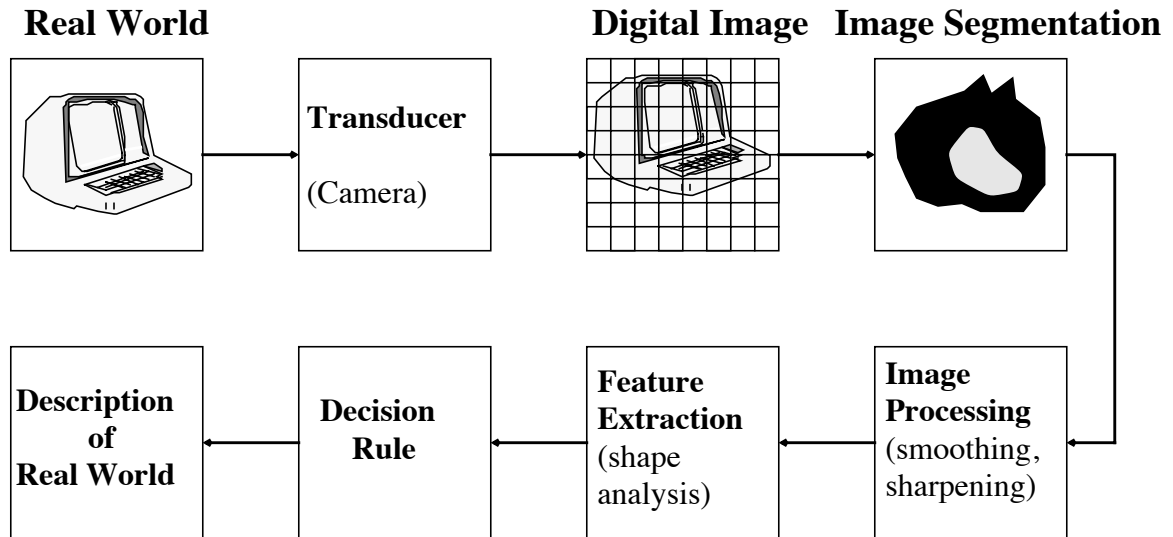 Real World
Digital Image
Image Segmentation
Transducer
(Camera)
Description
of
Real World
Decision
Rule
Feature
Extraction
(shape
analysis)
Image
Processing
(smoothing,
sharpening)